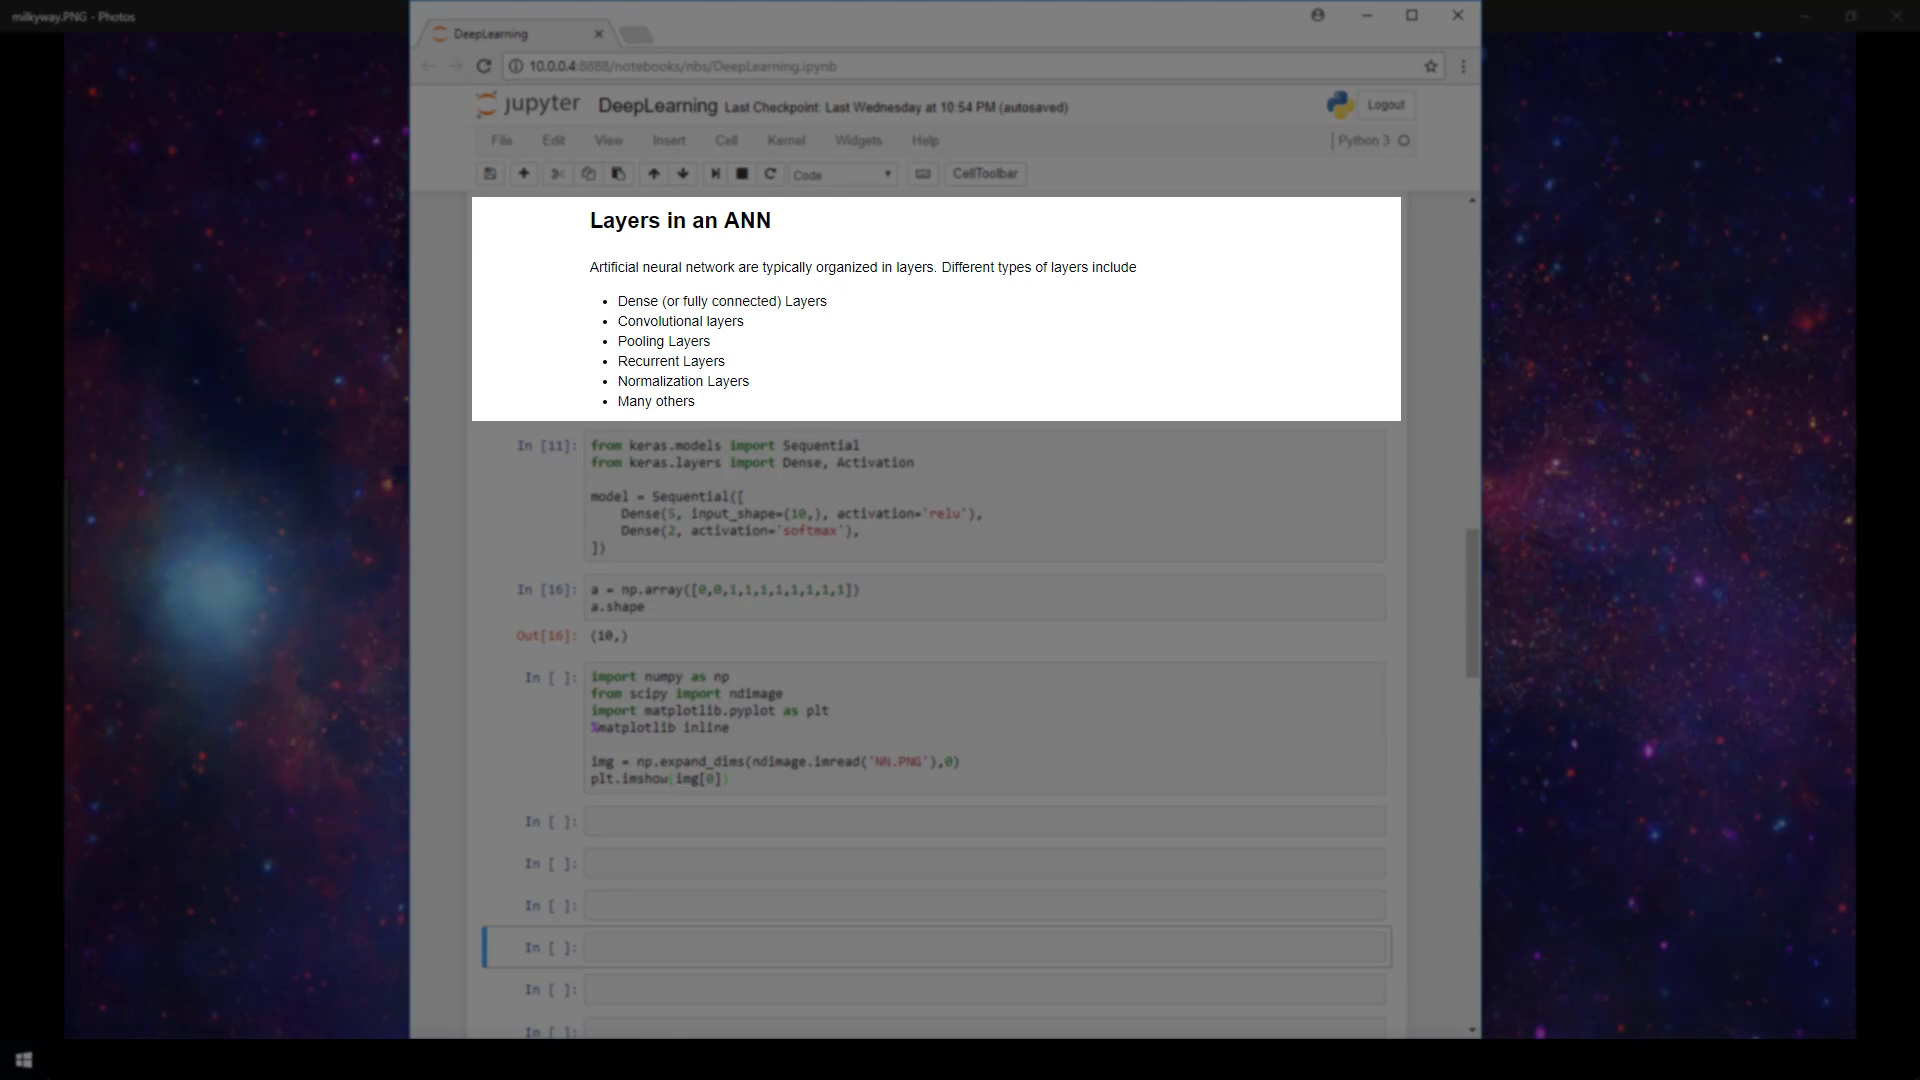 milkyway.PNG - Photos
DeepLearning
10.0.0.4:8888/notebooks/nbs/DeepLearning.ipynb
jupyter DeepLearning Last Checkpoint: Last Wednesday at 10:54 PM (autosaved)
Logout
File Edit View Insert Cell Kernel Widgets Help
Python 3
Code
CellToolbar
Layers in an ANN
Artificial neural network are typically organized in layers. Different types of layers include
• Dense (or fully connected) Layers
• Convolutional layers
• Pooling Layers
• Recurrent Layers
• Normalization Layers
• Many others
In [11]: from keras.models import Sequential
from keras.layers import Dense, Activation
model = Sequential([
Dense(5, input_shape=(10,), activation='relu'),
Dense(2, activation='softmax'),
])
In [16]: a = np.array([0,0,1,1,1,1,1,1,1,1])
a.shape
Out[16]: (10,)
In [ ]: import numpy as np
from scipy import ndimage
import matplotlib.pyplot as plt
%matplotlib inline
img = np.expand_dims(ndimage.imread('NN.PNG'),0)
plt.imshow(img[0])
In [ ]:
In [ ]:
In [ ]:
In [ ]:
In [ ]:
In [ ]: